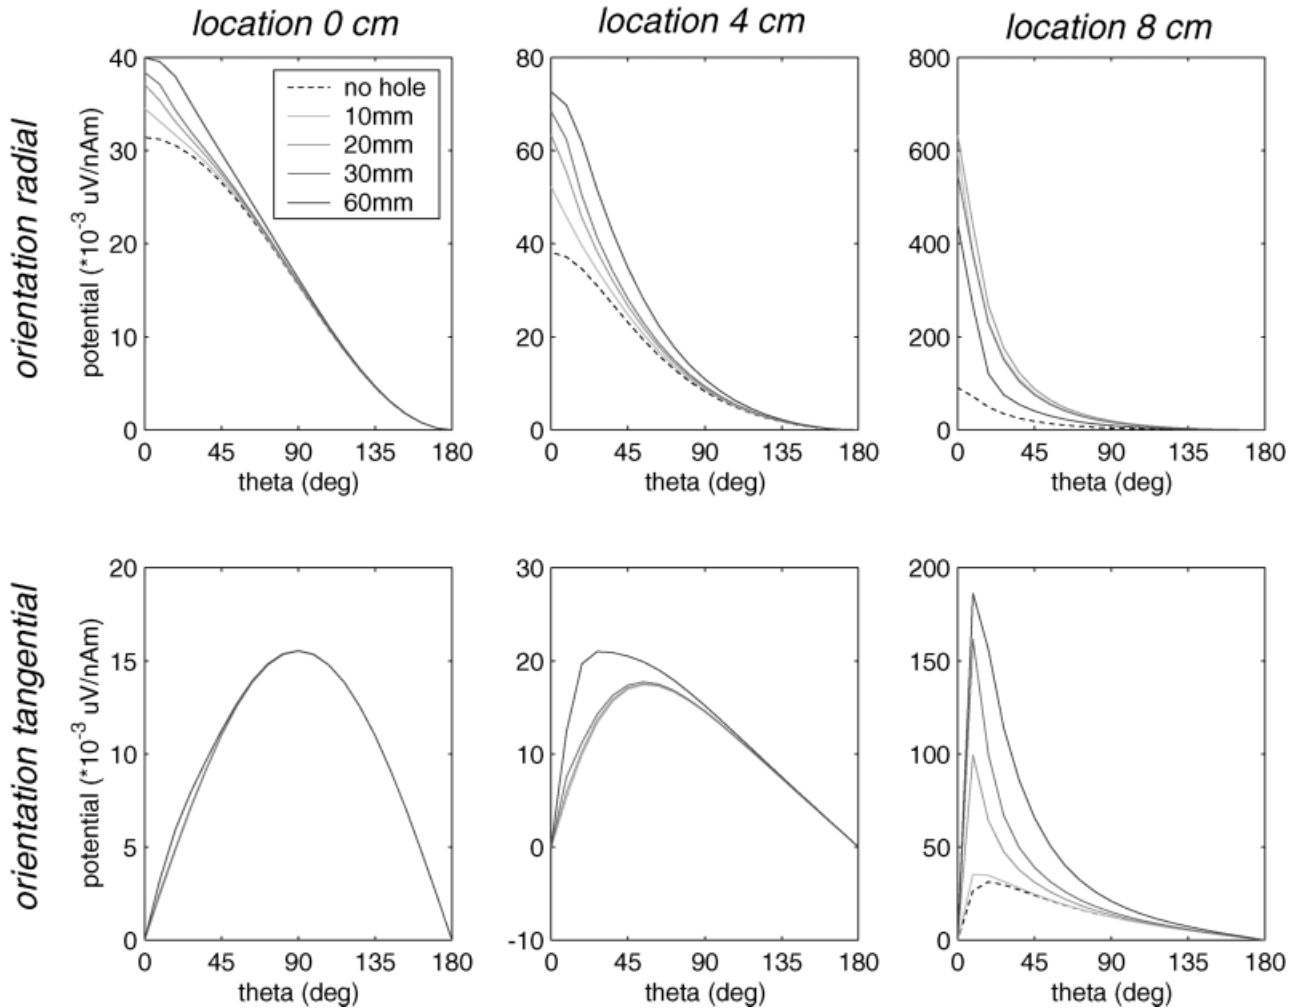 location 0 cm
location 4 cm
location 8 cm
orientation radial
potential (*10^-3 uV/nAm)
40
30
20
10
0
no hole
10mm
20mm
30mm
60mm
0 45 90 135 180
theta (deg)
80
60
40
20
0
0 45 90 135 180
theta (deg)
800
600
400
200
0
0 45 90 135 180
theta (deg)
orientation tangential
potential (*10^-3 uV/nAm)
20
15
10
5
0
0 45 90 135 180
theta (deg)
30
20
10
0
-10
0 45 90 135 180
theta (deg)
200
150
100
50
0
0 45 90 135 180
theta (deg)